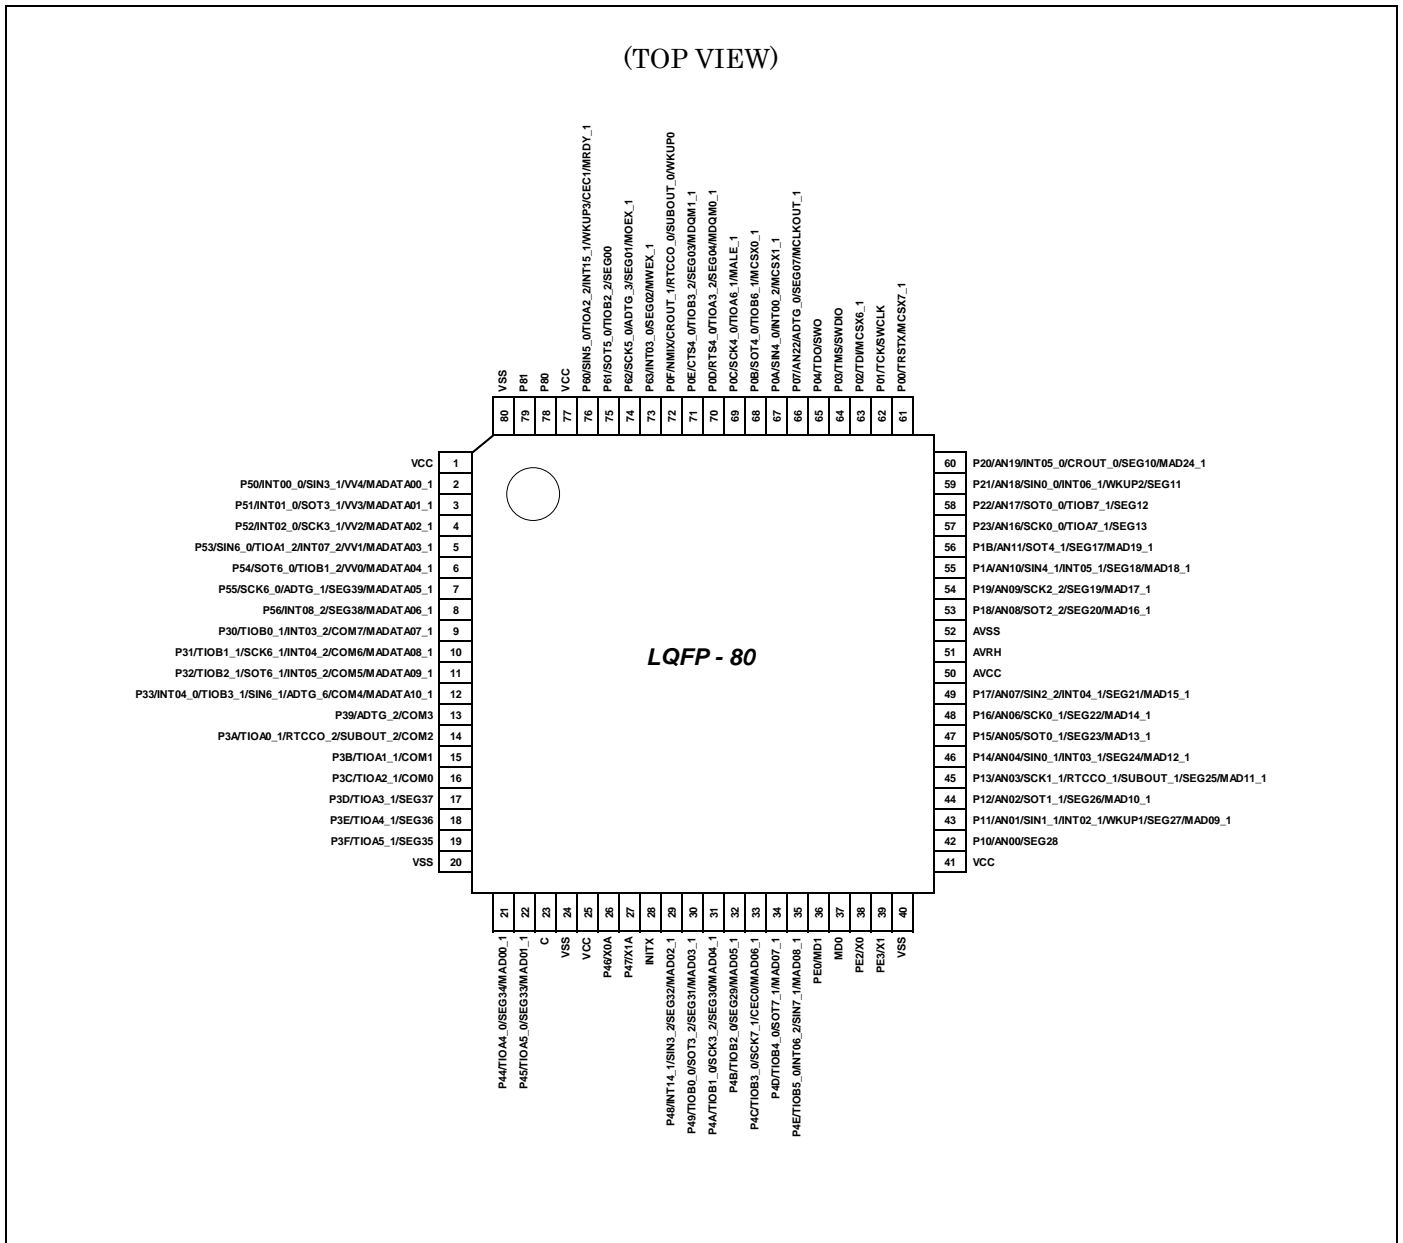 (TOP VIEW)
VSS
P81
P80
VCC
P60/SIN5_0/TIOA2_2/INT15_1/WKUP3/CEC1/MRDY_1
P61/SOT5_0/TIOB2_2/SEG00
P62/SCK5_0/ADTG_3/SEG01/MOEX_1
P63/INT03_0/SEG02/MWEX_1
P0F/NMIX/CROUT_1/RTCCO_0/SUBOUT_0/WKUP0
P0E/CTS4_0/TIOB3_2/SEG03/MDQM1_1
P0D/RTS4_0/TIOA3_2/SEG04/MDQM0_1
P0C/SCK4_0/TIOA6_1/MALE_1
P0B/SOT4_0/TIOB6_1/MCSX0_1
P0A/SIN4_0/INT00_2/MCSX1_1
P07/AN22/ADTG_0/SEG07/MCLKOUT_1
P04/TDO/SWO
P03/TMS/SWDIO
P02/TDI/MCSX6_1
P01/TCK/SWCLK
P00/TRSTX/MCSX7_1
80 79 78 77 76 75 74 73 72 71 70 69 68 67 66 65 64 63 62 61
VCC 1
P50/INT00_0/SIN3_1/VV4/MADATA00_1 2
P51/INT01_0/SOT3_1/VV3/MADATA01_1 3
P52/INT02_0/SCK3_1/VV2/MADATA02_1 4
P53/SIN6_0/TIOA1_2/INT07_2/VV1/MADATA03_1 5
P54/SOT6_0/TIOB1_2/VV0/MADATA04_1 6
P55/SCK6_0/ADTG_1/SEG39/MADATA05_1 7
P56/INT08_2/SEG38/MADATA06_1 8
P30/TIOB0_1/INT03_2/COM7/MADATA07_1 9
P31/TIOB1_1/SCK6_1/INT04_2/COM6/MADATA08_1 10
P32/TIOB2_1/SOT6_1/INT05_2/COM5/MADATA09_1 11
P33/INT04_0/TIOB3_1/SIN6_1/ADTG_6/COM4/MADATA10_1 12
P39/ADTG_2/COM3 13
P3A/TIOA0_1/RTCCO_2/SUBOUT_2/COM2 14
P3B/TIOA1_1/COM1 15
P3C/TIOA2_1/COM0 16
P3D/TIOA3_1/SEG37 17
P3E/TIOA4_1/SEG36 18
P3F/TIOA5_1/SEG35 19
VSS 20
LQFP - 80
60 P20/AN19/INT05_0/CROUT_0/SEG10/MAD24_1
59 P21/AN18/SIN0_0/INT06_1/WKUP2/SEG11
58 P22/AN17/SOT0_0/TIOB7_1/SEG12
57 P23/AN16/SCK0_0/TIOA7_1/SEG13
56 P1B/AN11/SOT4_1/SEG17/MAD19_1
55 P1A/AN10/SIN4_1/INT05_1/SEG18/MAD18_1
54 P19/AN09/SCK2_2/SEG19/MAD17_1
53 P18/AN08/SOT2_2/SEG20/MAD16_1
52 AVSS
51 AVRH
50 AVCC
49 P17/AN07/SIN2_2/INT04_1/SEG21/MAD15_1
48 P16/AN06/SCK0_1/SEG22/MAD14_1
47 P15/AN05/SOT0_1/SEG23/MAD13_1
46 P14/AN04/SIN0_1/INT03_1/SEG24/MAD12_1
45 P13/AN03/SCK1_1/RTCCO_1/SUBOUT_1/SEG25/MAD11_1
44 P12/AN02/SOT1_1/SEG26/MAD10_1
43 P11/AN01/SIN1_1/INT02_1/WKUP1/SEG27/MAD09_1
42 P10/AN00/SEG28
41 VCC
21 22 23 24 25 26 27 28 29 30 31 32 33 34 35 36 37 38 39 40
P44/TIOA4_0/SEG34/MAD00_1
P45/TIOA5_0/SEG33/MAD01_1
C
VSS
VCC
P46/X0A
P47/X1A
INITX
P48/INT14_1/SIN3_2/SEG32/MAD02_1
P49/TIOB0_0/SOT3_2/SEG31/MAD03_1
P4A/TIOB1_0/SCK3_2/SEG30/MAD04_1
P4B/TIOB2_0/SEG29/MAD05_1
P4C/TIOB3_0/SCK7_1/CEC0/MAD06_1
P4D/TIOB4_0/SOT7_1/MAD07_1
P4E/TIOB5_0/INT06_2/SIN7_1/MAD08_1
PE0/MD1
MD0
PE2/X0
PE3/X1
VSS